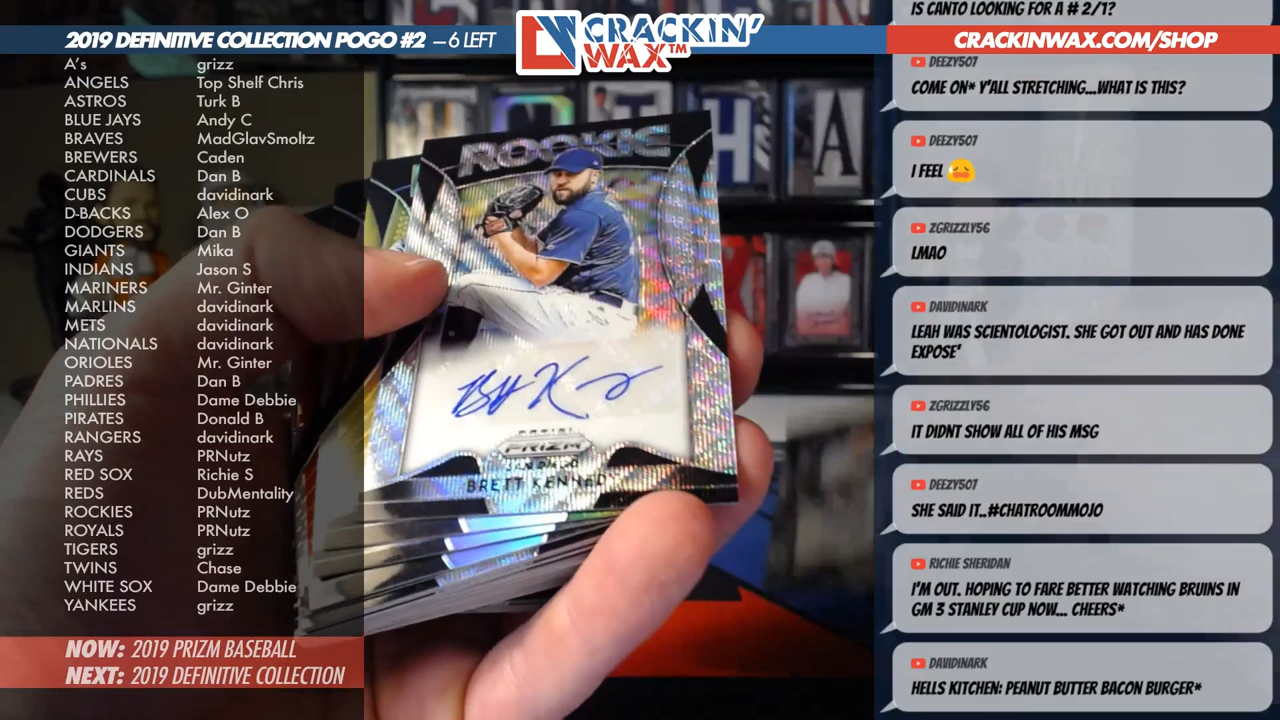 2019 DEFINITIVE COLLECTION POGO #2 – 6 LEFT
A's grizz
ANGELS Top Shelf Chris
ASTROS Turk B
BLUE JAYS Andy C
BRAVES MadGlavSmoltz
BREWERS Caden
CARDINALS Dan B
CUBS davidinark
D-BACKS Alex O
DODGERS Dan B
GIANTS Mika
INDIANS Jason S
MARINERS Mr. Ginter
MARLINS davidinark
METS davidinark
NATIONALS davidinark
ORIOLES Mr. Ginter
PADRES Dan B
PHILLIES Dame Debbie
PIRATES Donald B
RANGERS davidinark
RAYS PRNutz
RED SOX Richie S
REDS DubMentality
ROCKIES PRNutz
ROYALS PRNutz
TIGERS grizz
TWINS Chase
WHITE SOX Dame Debbie
YANKEES grizz
NOW: 2019 PRIZM BASEBALL
NEXT: 2019 DEFINITIVE COLLECTION
CRACKIN'
WAX™
T H A
ROOKIE
PANINI
PRIZM
SAN DIEGO
BRETT KENNEDY
IS CANTO LOOKING FOR A # 2/1?
CRACKINWAX.COM/SHOP
DEEZY507
COME ON* Y'ALL STRETCHING...WHAT IS THIS?
DEEZY507
I FEEL 😩
ZGRIZZLY56
LMAO
DAVIDINARK
LEAH WAS SCIENTOLOGIST. SHE GOT OUT AND HAS DONE
EXPOSE'
ZGRIZZLY56
IT DIDNT SHOW ALL OF HIS MSG
DEEZY507
SHE SAID IT..#CHATROOMMOJO
RICHIE SHERIDAN
I'M OUT. HOPING TO FARE BETTER WATCHING BRUINS IN
GM 3 STANLEY CUP NOW... CHEERS*
DAVIDINARK
HELLS KITCHEN: PEANUT BUTTER BACON BURGER*